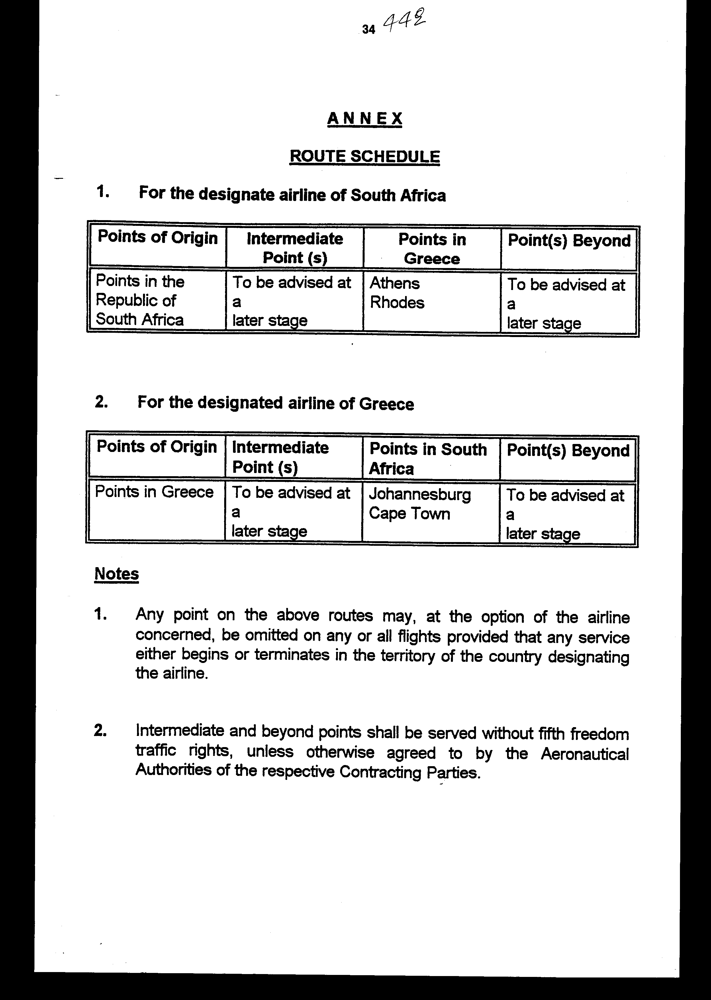 34 442
ANNEX
ROUTE SCHEDULE
1. For the designate airline of South Africa
Points of Origin Intermediate Points in Point(s) Beyond
Point (s) Greece
Points in the To be advised at Athens To be advised at
Republic of a Rhodes a
South Africa later stage later stage
2. For the designated airline of Greece
Points of Origin Intermediate Points in South Point(s) Beyond
Point (s) Africa
Points in Greece To be advised at Johannesburg To be advised at
a Cape Town a
later stage later stage
Notes
1. Any point on the above routes may, at the option of the airline
concerned, be omitted on any or all flights provided that any service
either begins or terminates in the territory of the country designating
the airline.
2. Intermediate and beyond points shall be served without fifth freedom
traffic rights, unless otherwise agreed to by the Aeronautical
Authorities of the respective Contracting Parties.